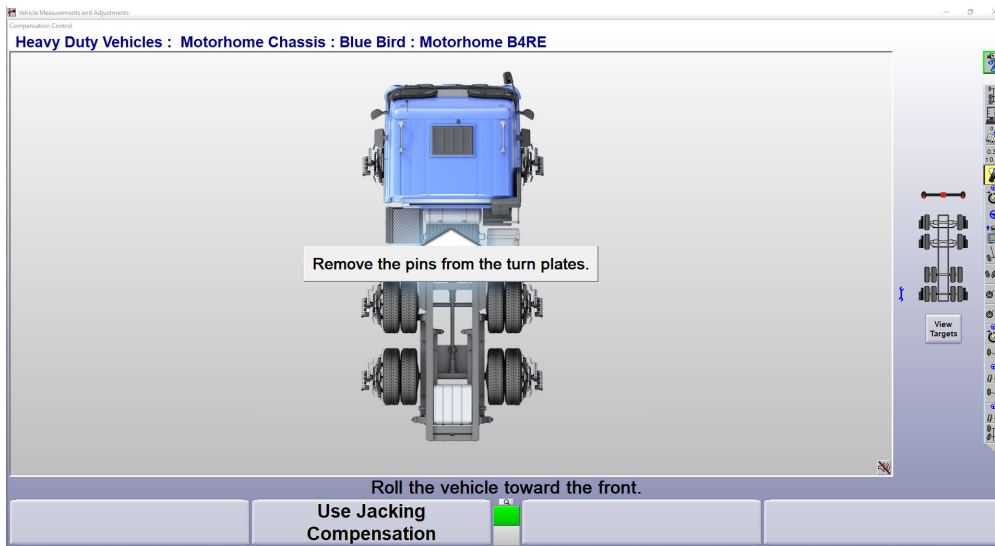 Vehicle Measurements and Adjustments
Compensation Control
Heavy Duty Vehicles : Motorhome Chassis : Blue Bird : Motorhome B4RE
Remove the pins from the turn plates.
View
Targets
Roll the vehicle toward the front.
Use Jacking
Compensation